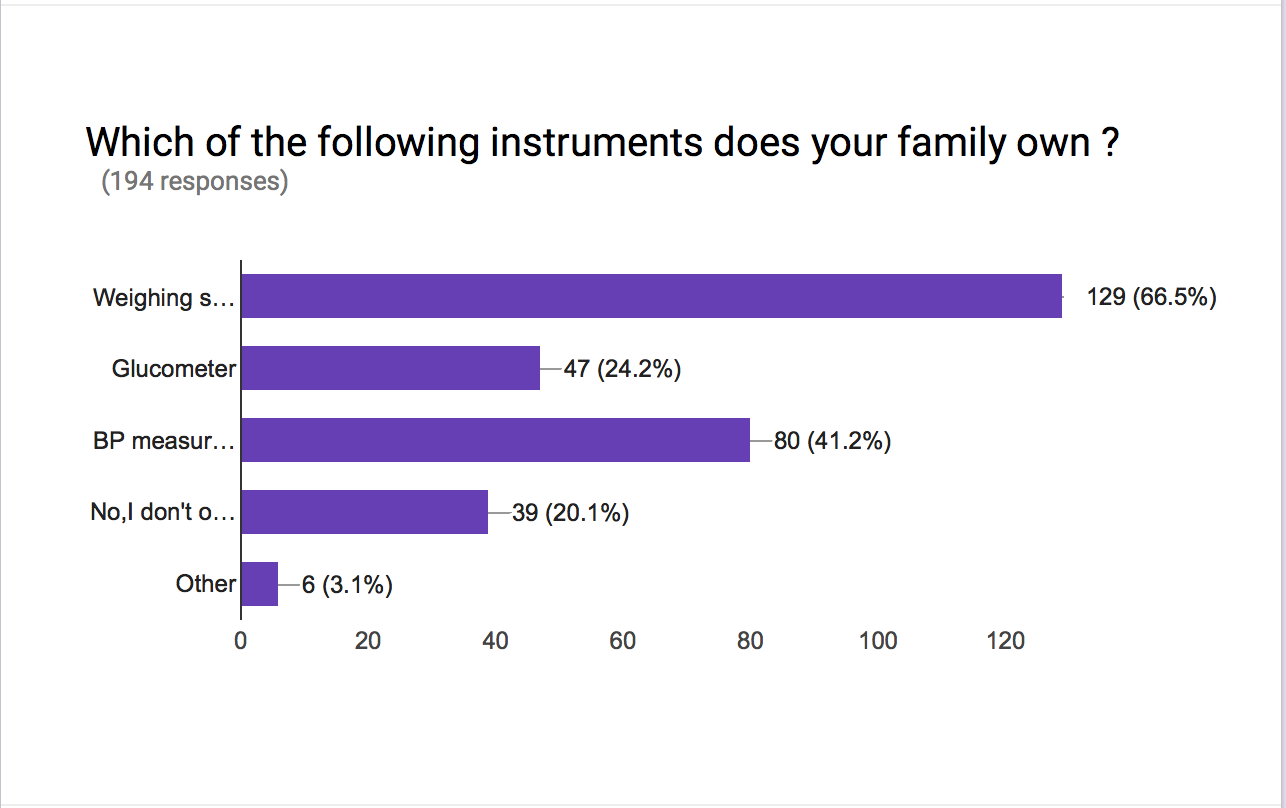 Which of the following instruments does your family own ?
(194 responses)
Weighing s... 129 (66.5%)
Glucometer 47 (24.2%)
BP measur... 80 (41.2%)
No,I don't o... 39 (20.1%)
Other 6 (3.1%)
0 20 40 60 80 100 120